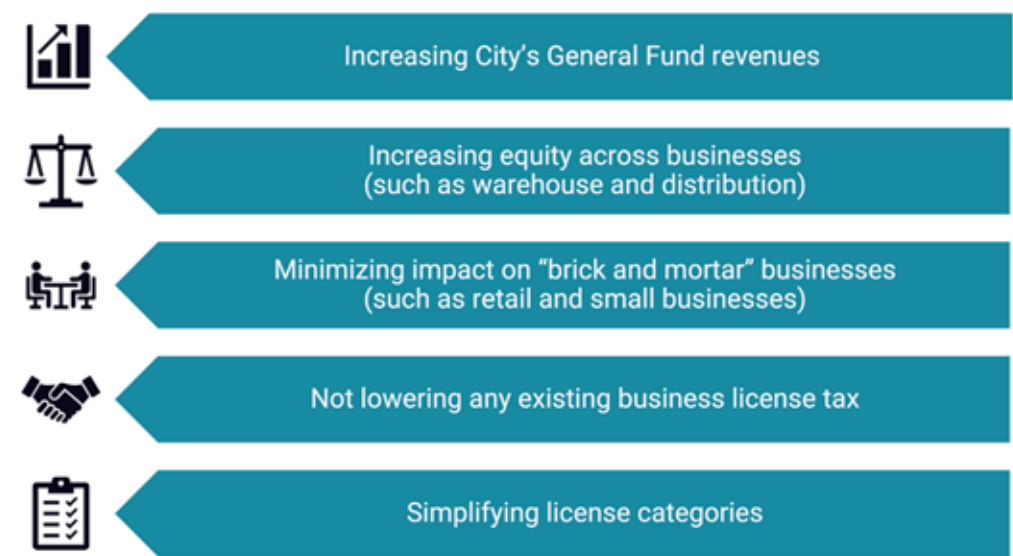 Increasing City’s General Fund revenues
Increasing equity across businesses
(such as warehouse and distribution)
Minimizing impact on “brick and mortar” businesses
(such as retail and small businesses)
Not lowering any existing business license tax
Simplifying license categories